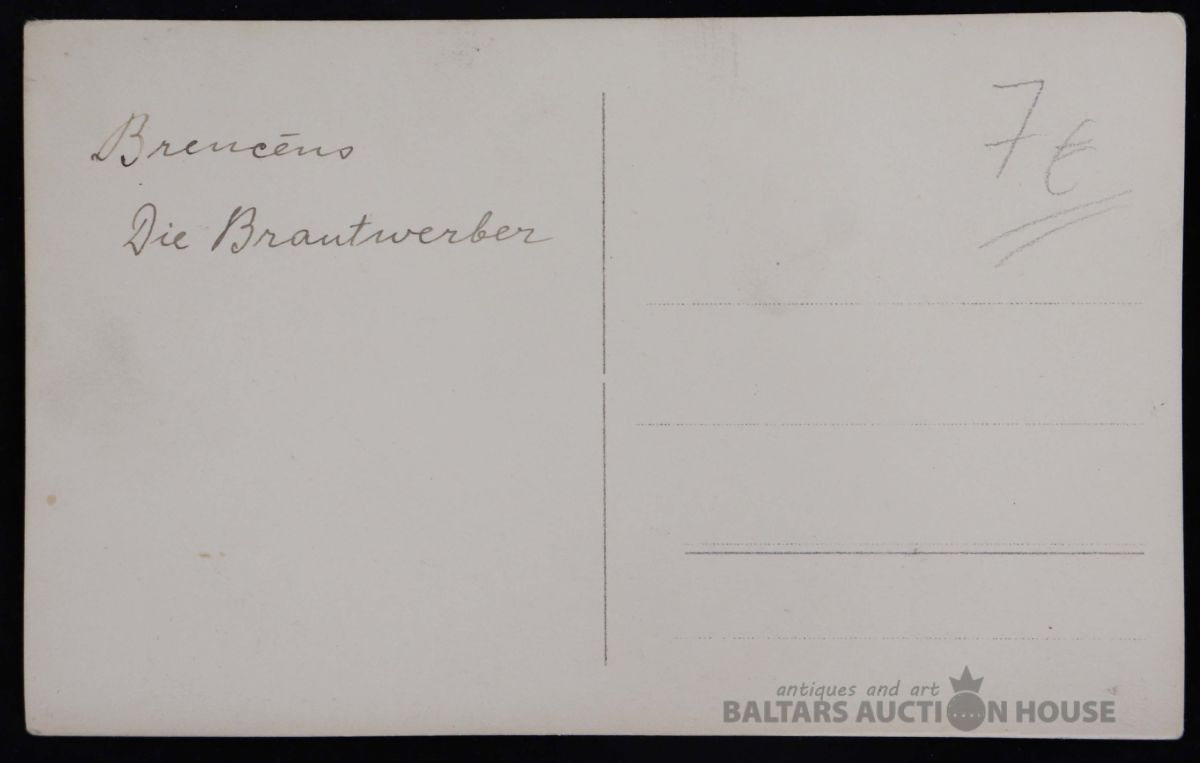 Brencēns
Die Brautwerber
7 €
antiques and art
BALTARS AUCTION HOUSE